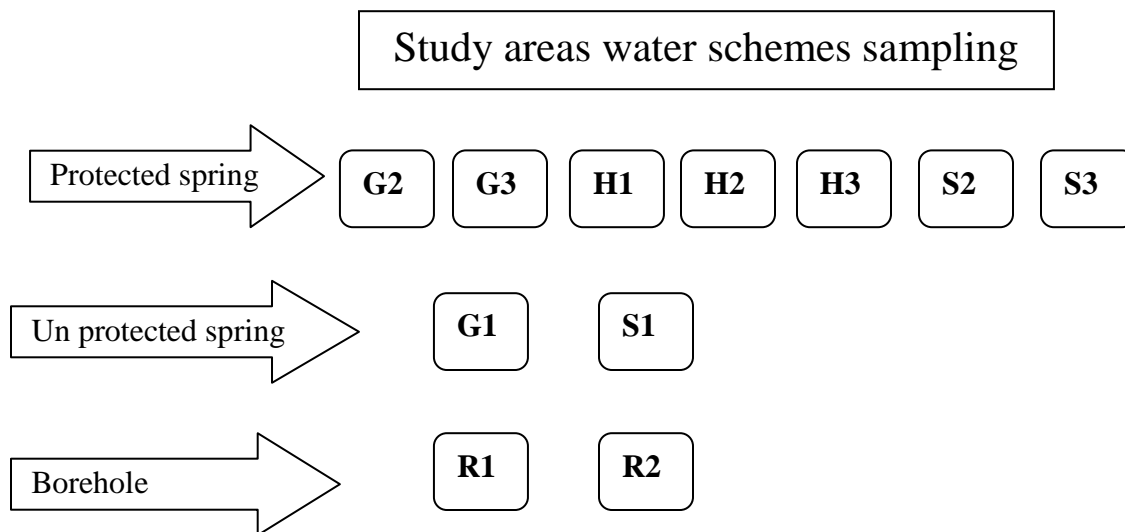 Study areas water schemes sampling
Protected spring G2 G3 H1 H2 H3 S2 S3
Un protected spring G1 S1
Borehole R1 R2